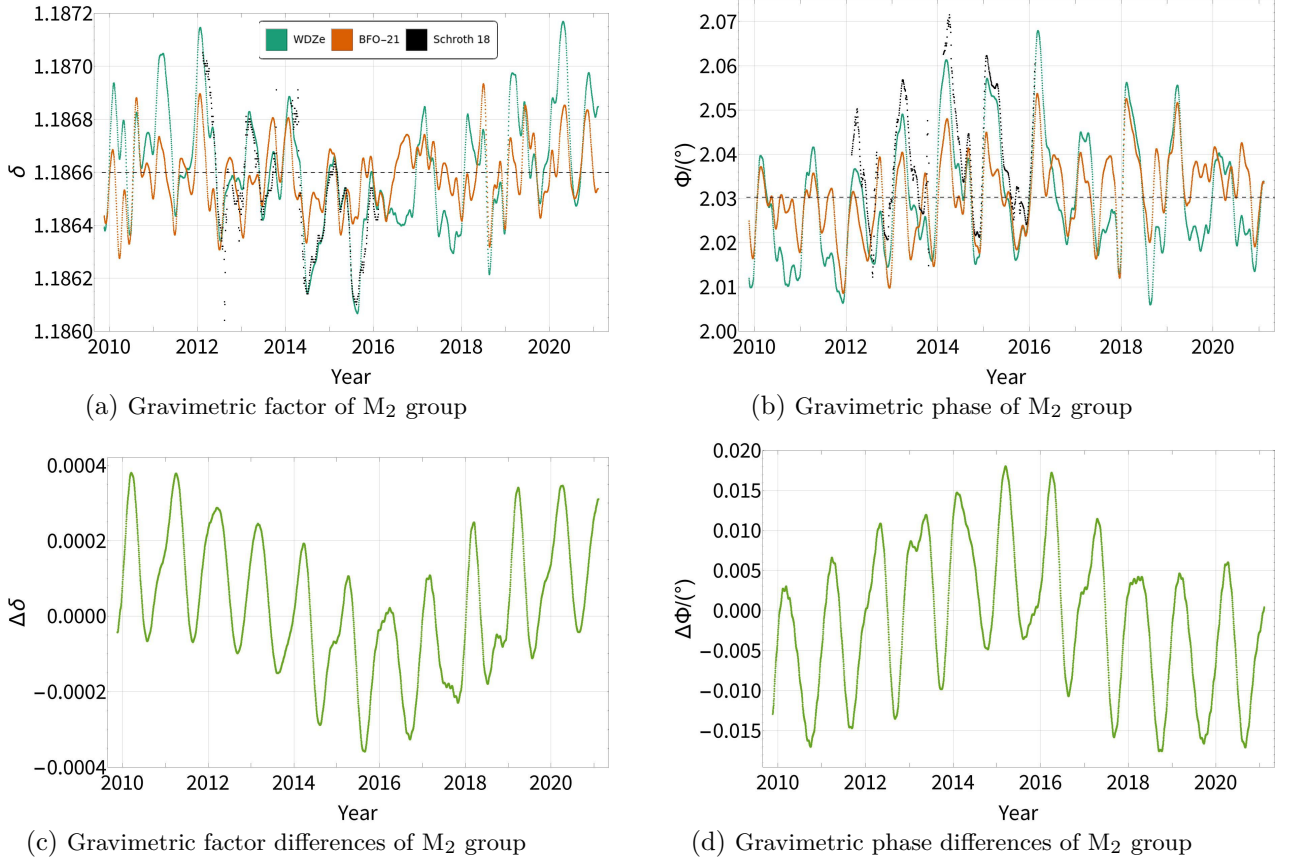 1.1872
1.1870
1.1868
1.1866
1.1864
1.1862
1.1860
δ
WDZe BFO-21 Schroth 18
2010 2012 2014 2016 2018 2020
Year
(a) Gravimetric factor of M₂ group
2.07
2.06
2.05
2.04
2.03
2.02
2.01
2.00
Φ/(°)
2010 2012 2014 2016 2018 2020
Year
(b) Gravimetric phase of M₂ group
0.0004
0.0002
0.0000
−0.0002
−0.0004
Δδ
2010 2012 2014 2016 2018 2020
Year
(c) Gravimetric factor differences of M₂ group
0.020
0.015
0.010
0.005
0.000
−0.005
−0.010
−0.015
ΔΦ/(°)
2010 2012 2014 2016 2018 2020
Year
(d) Gravimetric phase differences of M₂ group